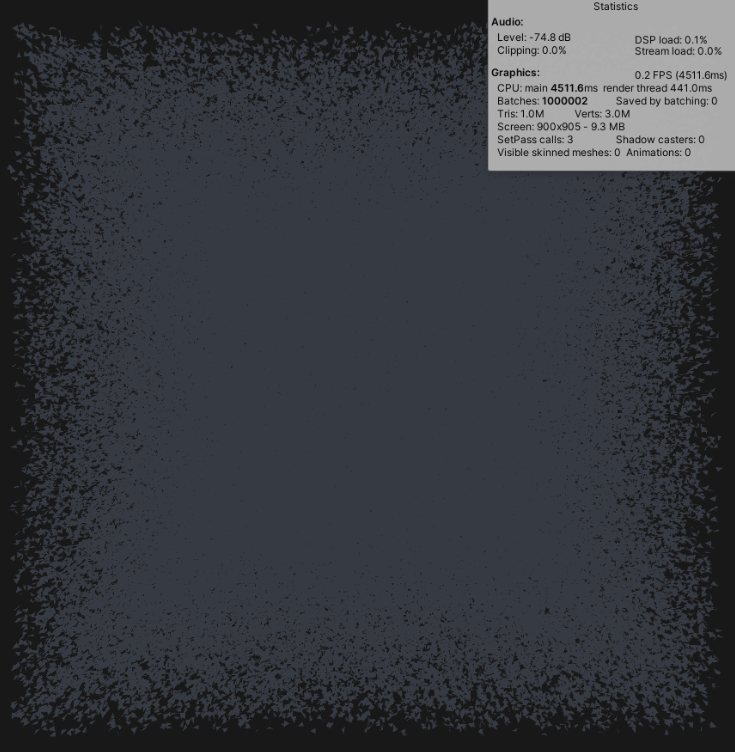 Statistics
Audio:
Level: -74.8 dB DSP load: 0.1%
Clipping: 0.0% Stream load: 0.0%
Graphics: 0.2 FPS (4511.6ms)
CPU: main 4511.6ms render thread 441.0ms
Batches: 1000002 Saved by batching: 0
Tris: 1.0M Verts: 3.0M
Screen: 900x905 - 9.3 MB
SetPass calls: 3 Shadow casters: 0
Visible skinned meshes: 0 Animations: 0